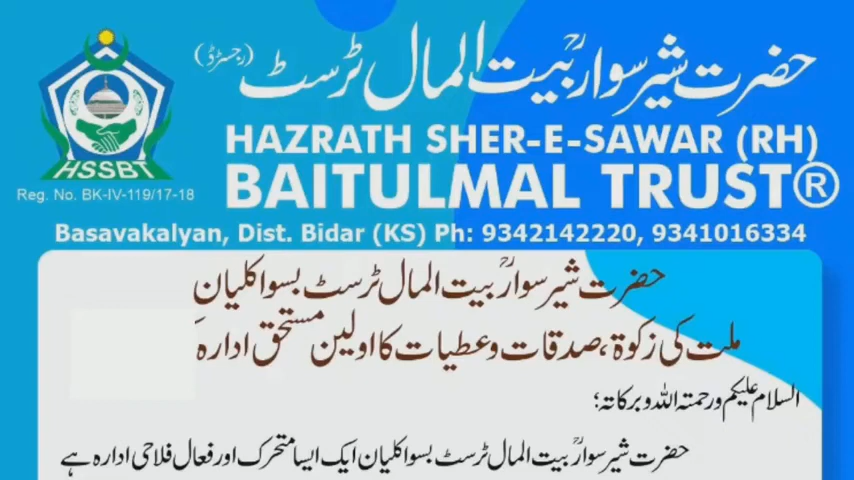 حضرت شیر سوارؒ بیت المال ٹرسٹ (رجسٹرڈ)
HAZRATH SHER-E-SAWAR (RH)
BAITULMAL TRUST®
HSSBT
Reg. No. BK-IV-119/17-18
Basavakalyan, Dist. Bidar (KS) Ph: 9342142220, 9341016334
حضرت شیر سوارؒ بیت المال ٹرسٹ بسواکلیان
ملت کی زکوۃ، صدقات و عطیات کا اولین مستحق ادارہ
السلام علیکم ورحمتہ اللہ وبرکاتہ؛
حضرت شیر سوارؒ بیت المال ٹرسٹ بسواکلیان ایک ایسا متحرک اور فعال فلاحی ادارہ ہے